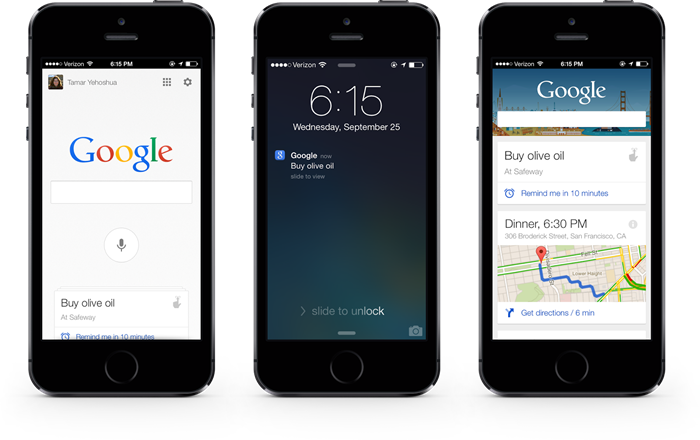 Verizon 6:15 PM
Tamar Yehoshua
Google
Buy olive oil
At Safeway
Remind me in 10 minutes
Verizon
6:15
Wednesday, September 25
Google now
Buy olive oil
slide to view
> slide to unlock
Verizon 6:15 PM
Google
Buy olive oil
At Safeway
Remind me in 10 minutes
Dinner, 6:30 PM
306 Broderick Street, San Francisco, CA
Fell St
Lower Haight
Get directions / 6 min